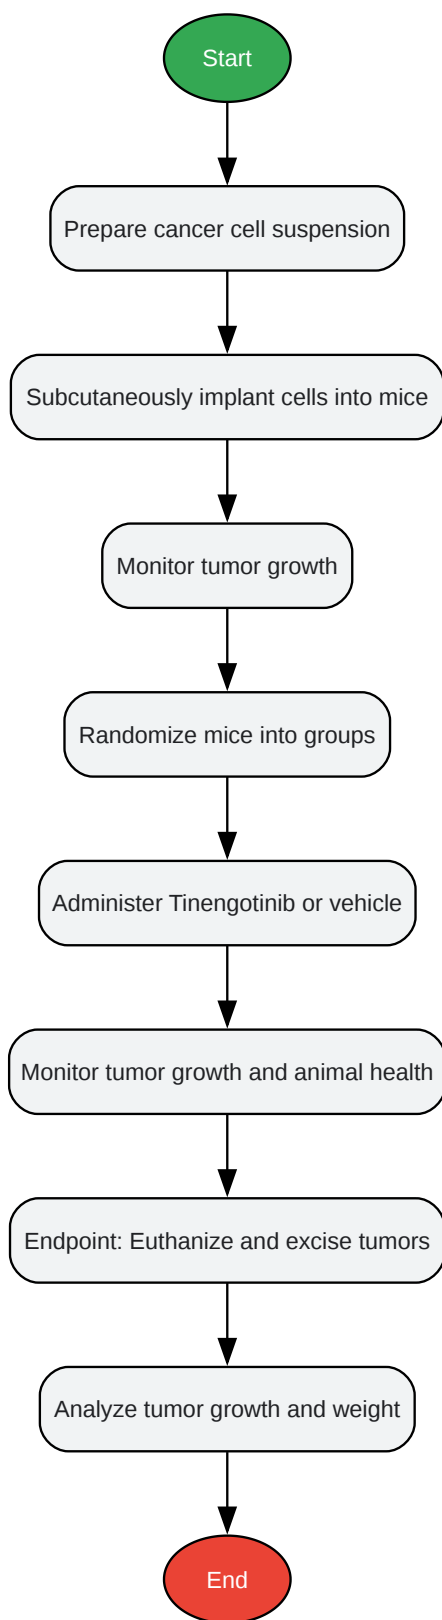 Start
Prepare cancer cell suspension
Subcutaneously implant cells into mice
Monitor tumor growth
Randomize mice into groups
Administer Tinengotinib or vehicle
Monitor tumor growth and animal health
Endpoint: Euthanize and excise tumors
Analyze tumor growth and weight
End